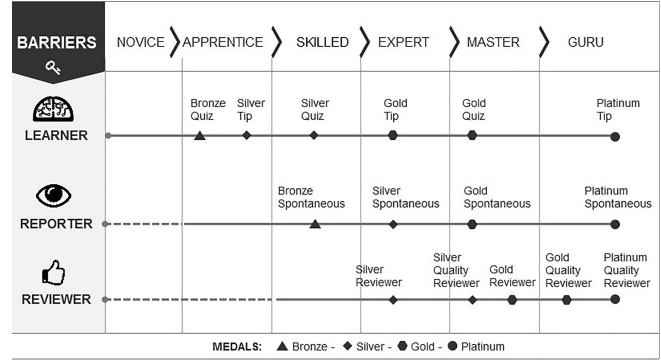 BARRIERS NOVICE APPRENTICE SKILLED EXPERT MASTER GURU
LEARNER
Bronze Quiz
Silver Tip
Silver Quiz
Gold Tip
Gold Quiz
Platinum Tip
REPORTER
Bronze Spontaneous
Silver Spontaneous
Gold Spontaneous
Platinum Spontaneous
REVIEWER
Silver Reviewer
Silver Quality Reviewer
Gold Reviewer
Gold Quality Reviewer
Platinum Quality Reviewer
MEDALS: Bronze - Silver - Gold - Platinum